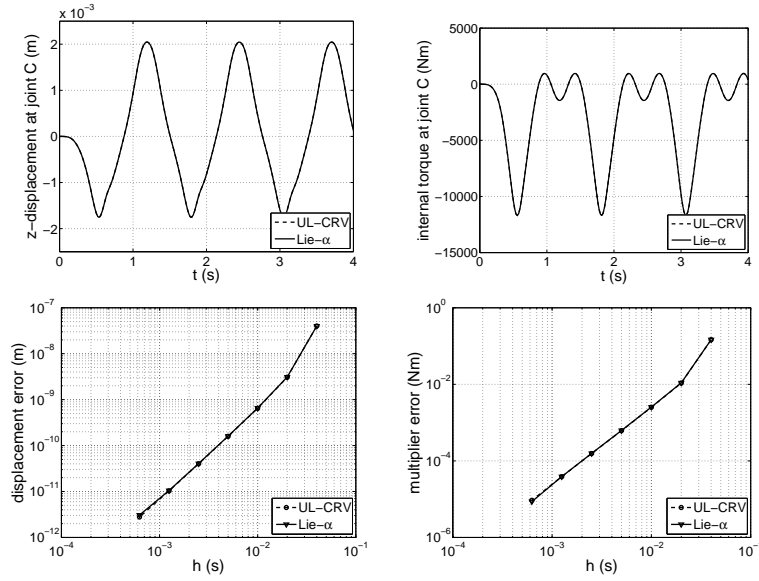 x 10⁻³
z−displacement at joint C (m)
2
1
0
−1
−2
0 1 2 3 4
t (s)
UL−CRV
Lie−α
internal torque at joint C (Nm)
5000
0
−5000
−10000
−15000
0 1 2 3 4
t (s)
UL−CRV
Lie−α
displacement error (m)
10⁻⁷
10⁻⁸
10⁻⁹
10⁻¹⁰
10⁻¹¹
10⁻¹²
10⁻⁴ 10⁻³ 10⁻² 10⁻¹
h (s)
UL−CRV
Lie−α
multiplier error (Nm)
10⁰
10⁻²
10⁻⁴
10⁻⁶
10⁻⁴ 10⁻³ 10⁻² 10⁻
h (s)
UL−CRV
Lie−α